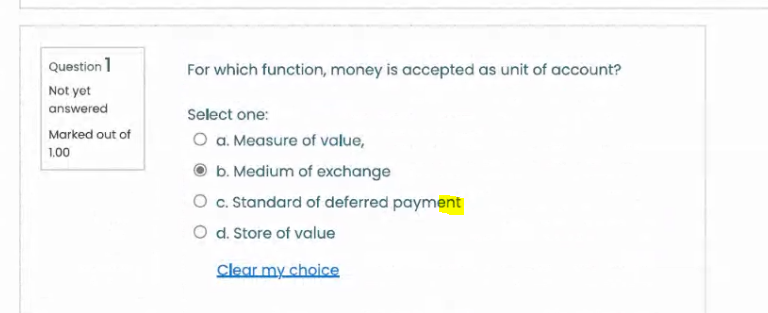 Question 1
Not yet
answered
Marked out of
1.00
For which function, money is accepted as unit of account?
Select one:
a. Measure of value,
b. Medium of exchange
c. Standard of deferred payment
d. Store of value
Clear my choice